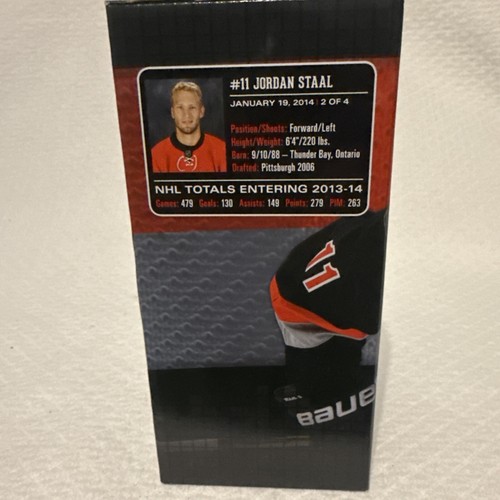 #11 JORDAN STAAL
JANUARY 19, 2014 | 2 OF 4
Position/Shoots: Forward/Left
Height/Weight: 6'4"/220 lbs.
Born: 9/10/88 – Thunder Bay, Ontario
Drafted: Pittsburgh 2006
NHL TOTALS ENTERING 2013-14
Games: 479 Goals: 130 Assists: 149 Points: 279 PIM: 263
11
BAUE